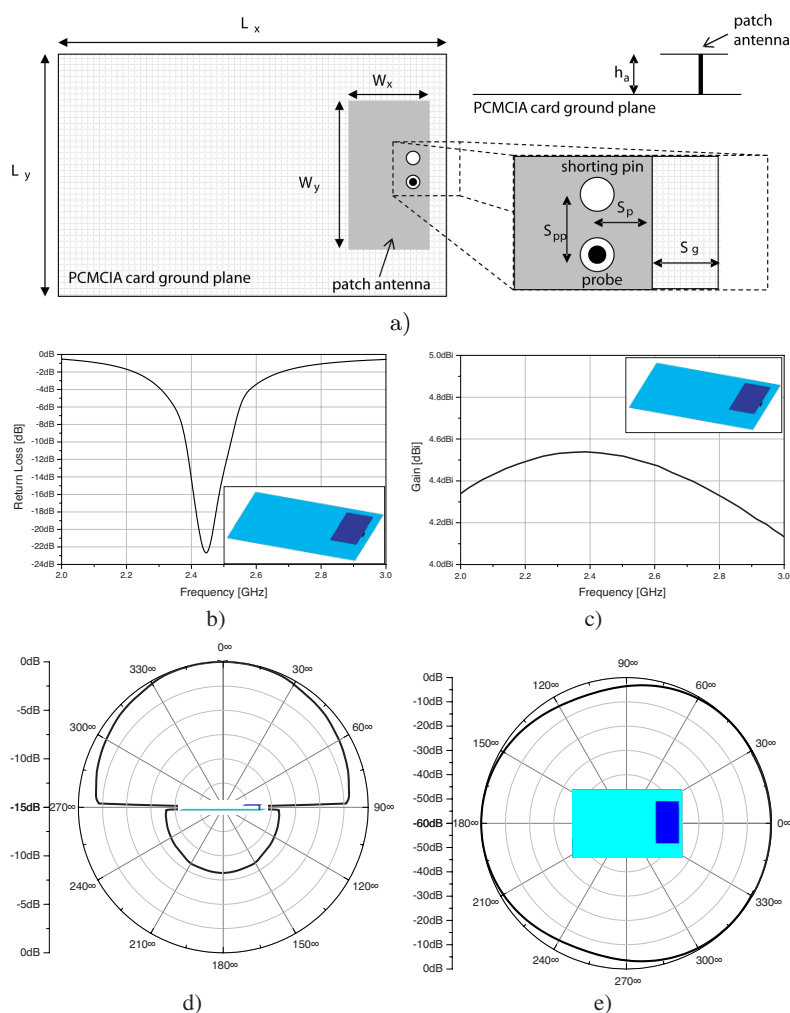 L x
patch
antenna
h a
PCMCIA card ground plane
W x
L y
W y
shorting pin
S p
S pp
S g
probe
PCMCIA card ground plane
patch antenna
a)
0dB
-2dB
-4dB
-6dB
-8dB
-10dB
-12dB
-14dB
-16dB
-18dB
-20dB
-22dB
-24dB
Return Loss [dB]
2.0 2.2 2.4 2.6 2.8 3.0
Frequency [GHz]
b)
5.0dBi
4.8dBi
4.6dBi
4.4dBi
4.2dBi
4.0dBi
Gain [dBi]
2.0 2.2 2.4 2.6 2.8 3.0
Frequency [GHz]
c)
0dB
-5dB
-10dB
-15dB
-10dB
-5dB
0dB
0∞
30∞
60∞
90∞
120∞
150∞
180∞
210∞
240∞
270∞
300∞
330∞
d)
0dB
-10dB
-20dB
-30dB
-40dB
-50dB
-60dB
-50dB
-40dB
-30dB
-20dB
-10dB
0dB
90∞
60∞
30∞
0∞
330∞
300∞
270∞
240∞
210∞
180∞
150∞
120∞
e)